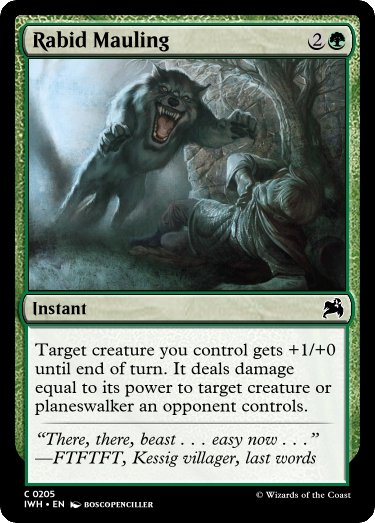 Rabid Mauling 2
Instant
Target creature you control gets +1/+0
until end of turn. It deals damage
equal to its power to target creature or
planeswalker an opponent controls.
“There, there, beast . . . easy now . . .”
—FTFTFT, Kessig villager, last words
C 0205
IWH • EN BOSCOPENCILLER
© Wizards of the Coast